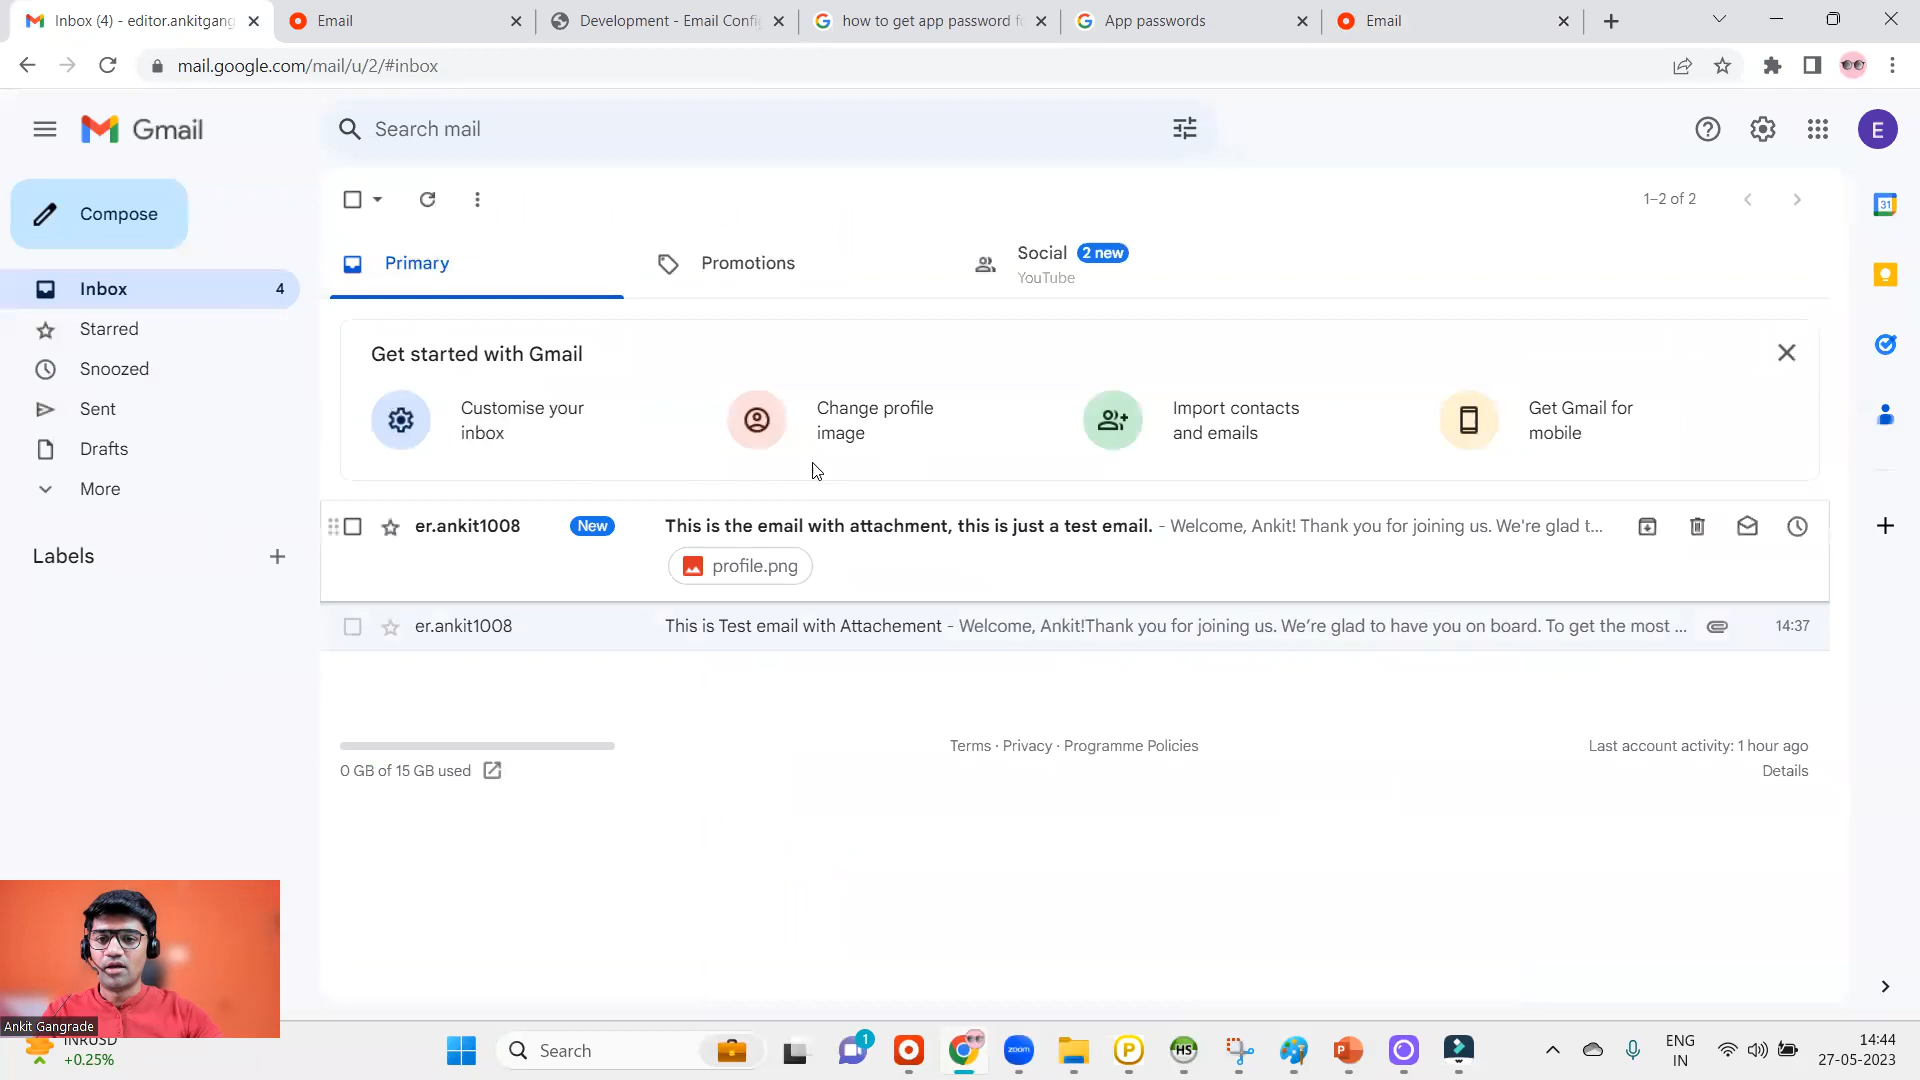 Inbox (4) - editor.ankitgang
Email
Development - Email Config
how to get app password fo
App passwords
Email
mail.google.com/mail/u/2/#inbox
Gmail
Search mail
E
Compose
1–2 of 2
31
Primary
Promotions
Social
2 new
YouTube
Inbox
4
Starred
Snoozed
Sent
Drafts
More
Labels
Get started with Gmail
Customise your
inbox
Change profile
image
Import contacts
and emails
Get Gmail for
mobile
er.ankit1008
New
This is the email with attachment, this is just a test email. - Welcome, Ankit! Thank you for joining us. We're glad t...
profile.png
er.ankit1008
This is Test email with Attachement - Welcome, Ankit!Thank you for joining us. We're glad to have you on board. To get the most ...
14:37
0 GB of 15 GB used
Terms · Privacy · Programme Policies
Last account activity: 1 hour ago
Details
Ankit Gangrade
INRUSD
+0.25%
Search
1
zoom
P
HS
P
ENG
IN
14:44
27-05-2023